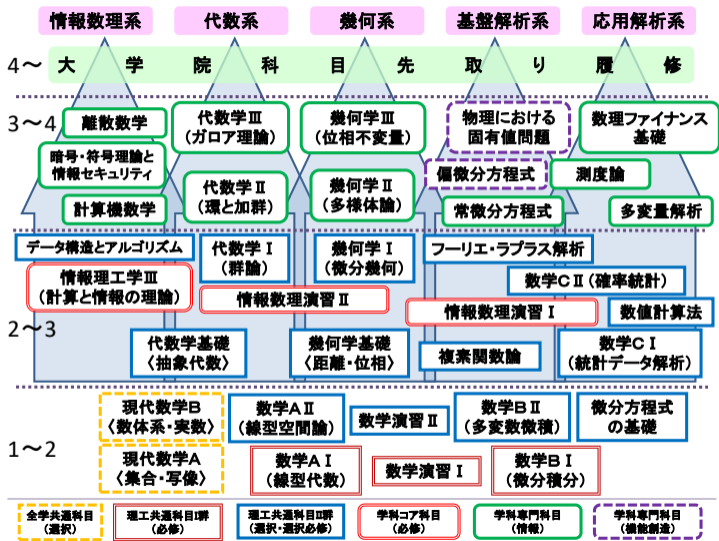 情報数理系 代数系 幾何系 基盤解析系 応用解析系
4～ 大学院科目先取り履修
3～4
離散数学
暗号・符号理論と
情報セキュリティ
計算機数学
代数学Ⅲ
（ガロア理論）
代数学Ⅱ
（環と加群）
幾何学Ⅲ
（位相不変量）
幾何学Ⅱ
（多様体論）
物理における
固有値問題
偏微分方程式
常微分方程式
数理ファイナンス
基礎
測度論
多変量解析
2～3
データ構造とアルゴリズム
代数学Ⅰ
（群論）
幾何学Ⅰ
（微分幾何）
フーリエ・ラプラス解析
情報理工学Ⅲ
（計算と情報の理論）
情報数理演習Ⅱ
数学CⅡ（確率統計）
情報数理演習Ⅰ
数値計算法
代数学基礎
〈抽象代数〉
幾何学基礎
〈距離・位相〉
複素関数論
数学CⅠ
（統計データ解析）
1～2
現代数学B
〈数体系・実数〉
数学AⅡ
（線型空間論）
数学演習Ⅱ
数学BⅡ
（多変数微積）
微分方程式
の基礎
現代数学A
〈集合・写像〉
数学AⅠ
（線型代数）
数学演習Ⅰ
数学BⅠ
（微分積分）
全学共通科目
（選択）
理工共通科目Ⅰ群
（必修）
理工共通科目Ⅱ群
（選択・選択必修）
学科コア科目
（必修）
学科専門科目
（情報）
学科専門科目
（機能創造）